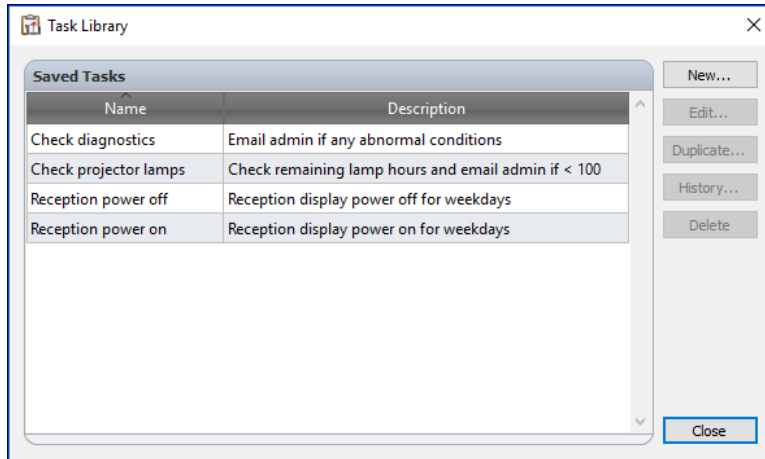 Task Library
Saved Tasks
Name Description
Check diagnostics Email admin if any abnormal conditions
Check projector lamps Check remaining lamp hours and email admin if < 100
Reception power off Reception display power off for weekdays
Reception power on Reception display power on for weekdays
New...
Edit...
Duplicate...
History...
Delete
Close